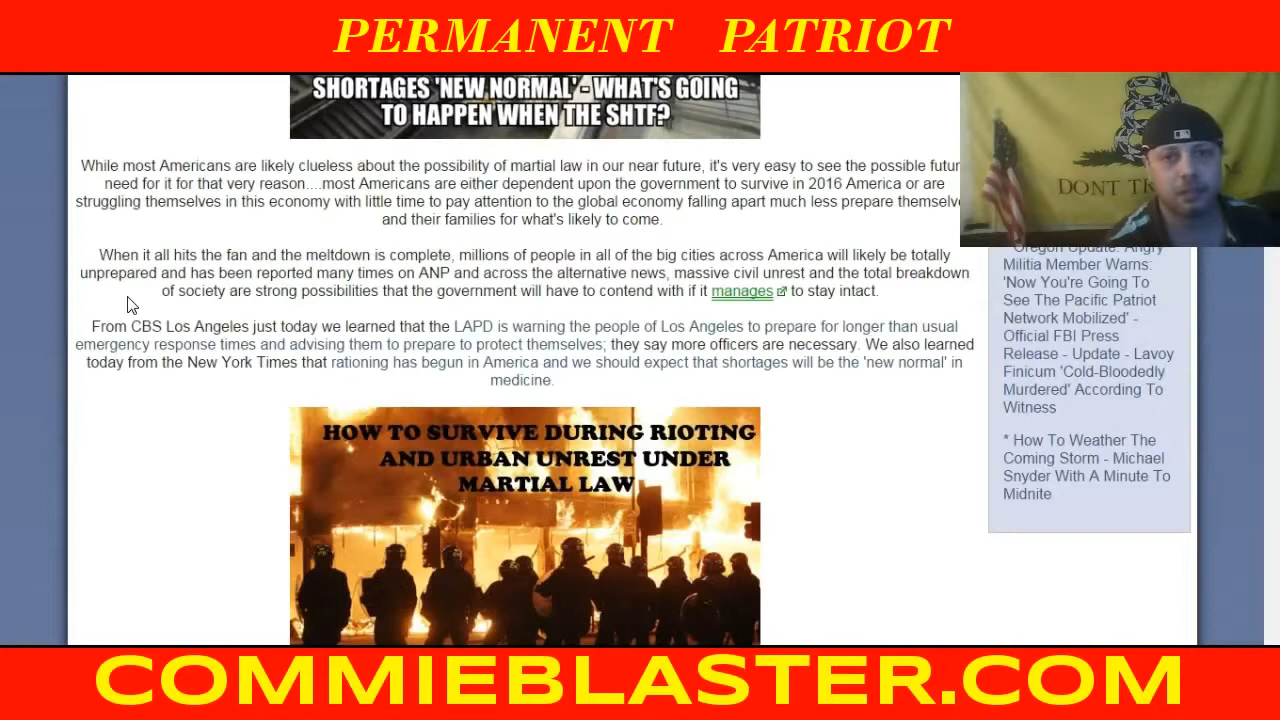 PERMANENT PATRIOT
SHORTAGES 'NEW NORMAL' - WHAT'S GOING
TO HAPPEN WHEN THE SHTF?
DONT TR
While most Americans are likely clueless about the possibility of martial law in our near future, it's very easy to see the possible futur
need for it for that very reason....most Americans are either dependent upon the government to survive in 2016 America or are
struggling themselves in this economy with little time to pay attention to the global economy falling apart much less prepare themselve
and their families for what's likely to come.
When it all hits the fan and the meltdown is complete, millions of people in all of the big cities across America will likely be totally
unprepared and has been reported many times on ANP and across the alternative news, massive civil unrest and the total breakdown
of society are strong possibilities that the government will have to contend with if it manages to stay intact.
From CBS Los Angeles just today we learned that the LAPD is warning the people of Los Angeles to prepare for longer than usual
emergency response times and advising them to prepare to protect themselves; they say more officers are necessary. We also learned
today from the New York Times that rationing has begun in America and we should expect that shortages will be the 'new normal' in
medicine.
HOW TO SURVIVE DURING RIOTING
AND URBAN UNREST UNDER
MARTIAL LAW
Oregon Update: Angry
Militia Member Warns:
'Now You're Going To
See The Pacific Patriot
Network Mobilized' -
Official FBI Press
Release - Update - Lavoy
Finicum 'Cold-Bloodedly
Murdered' According To
Witness
* How To Weather The
Coming Storm - Michael
Snyder With A Minute To
Midnite
COMMIEBLASTER.COM